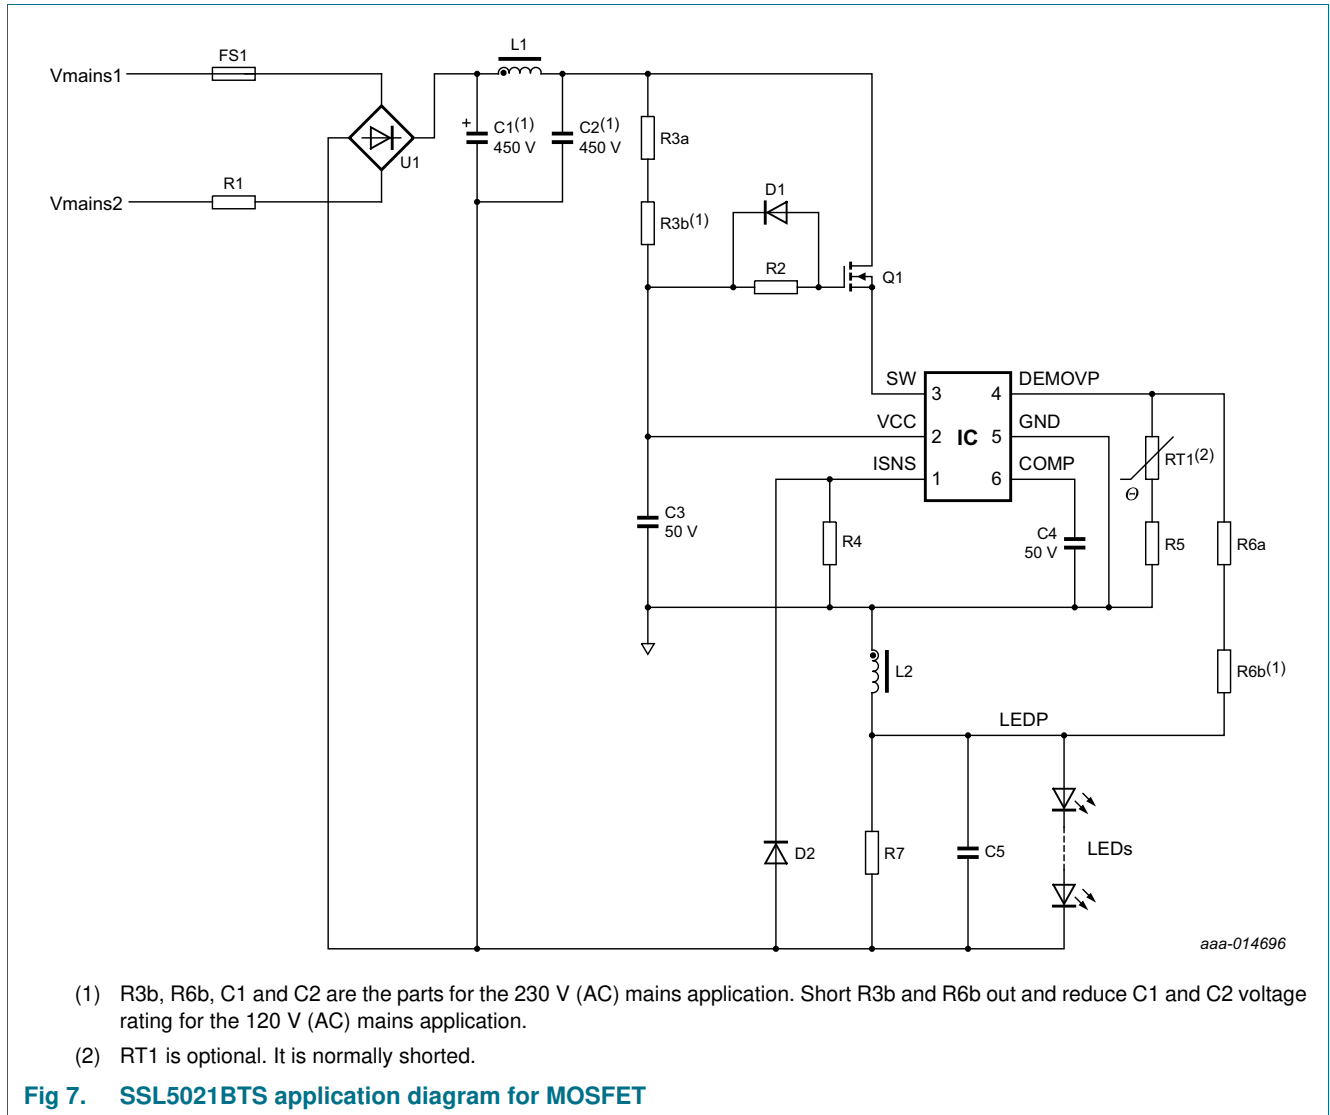 L1
FS1
Vmains1
C1(1)
450 V
+
C2(1)
450 V
R3a
U1
R1
Vmains2
D1
R3b(1)
R2
Q1
SW
DEMOVP
3
4
VCC
GND
2
IC
5
RT1(2)
ISNS
COMP
1
6
Θ
C3
50 V
R4
C4
50 V
R5
R6a
L2
R6b(1)
LEDP
D2
R7
C5
LEDs
aaa-014696
(1) R3b, R6b, C1 and C2 are the parts for the 230 V (AC) mains application. Short R3b and R6b out and reduce C1 and C2 voltage
rating for the 120 V (AC) mains application.
(2) RT1 is optional. It is normally shorted.
Fig 7. SSL5021BTS application diagram for MOSFET